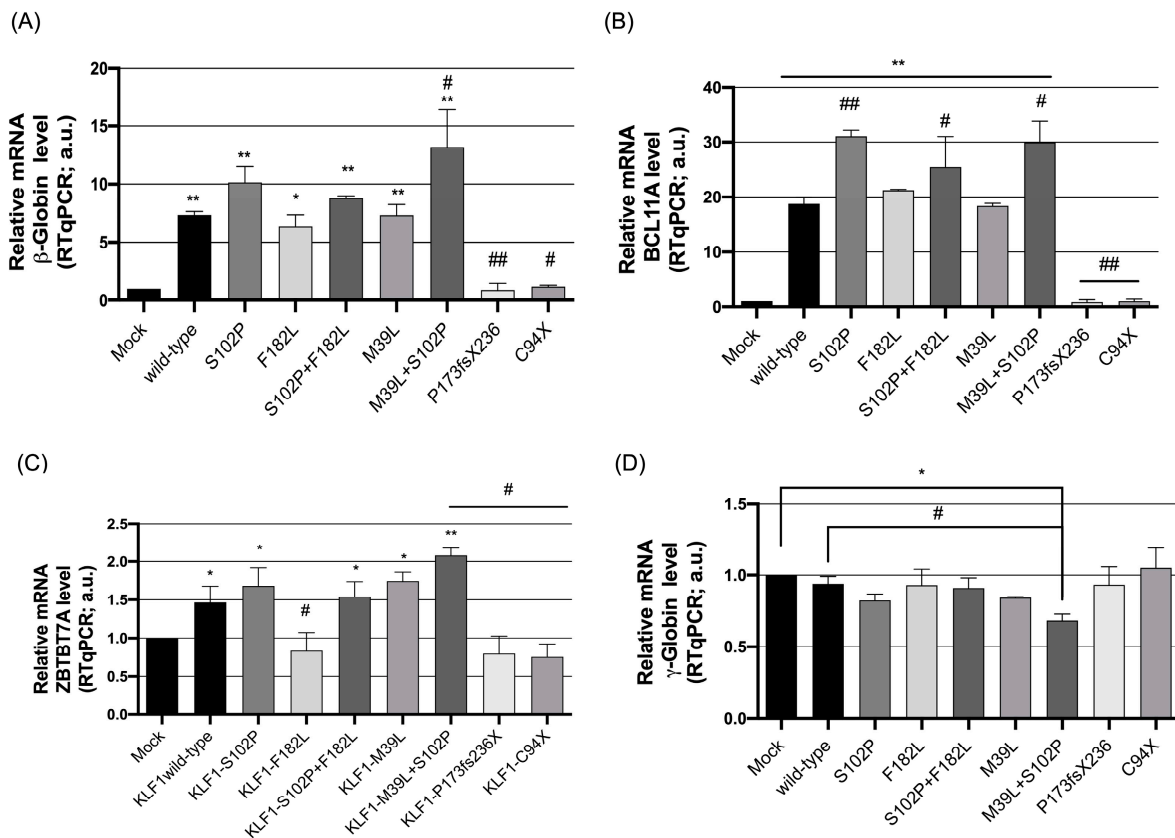 (A)
Relative mRNA
β-Globin level
(RTqPCR; a.u.)
20
15
10
5
0
**
**
*
**
**
#
**
##
#
Mock
wild-type
S102P
F182L
S102P+F182L
M39L
M39L+S102P
P173fsX236
C94X
(B)
Relative mRNA
BCL11A level
(RTqPCR; a.u.)
40
30
20
10
0
**
##
#
#
##
Mock
wild-type
S102P
F182L
S102P+F182L
M39L
M39L+S102P
P173fsX236
C94X
(C)
Relative mRNA
ZBTB7A level
(RTqPCR; a.u.)
2.5
2.0
1.5
1.0
0.5
0.0
*
*
#
*
*
**
#
Mock
KLF1wild-type
KLF1-S102P
KLF1-F182L
KLF1-S102P+F182L
KLF1-M39L
KLF1-M39L+S102P
KLF1-P173fs236X
KLF1-C94X
(D)
Relative mRNA
γ-Globin level
(RTqPCR; a.u.)
1.5
1.0
0.5
0.0
*
#
Mock
wild-type
S102P
F182L
S102P+F182L
M39L
M39L+S102P
P173fsX236
C94X